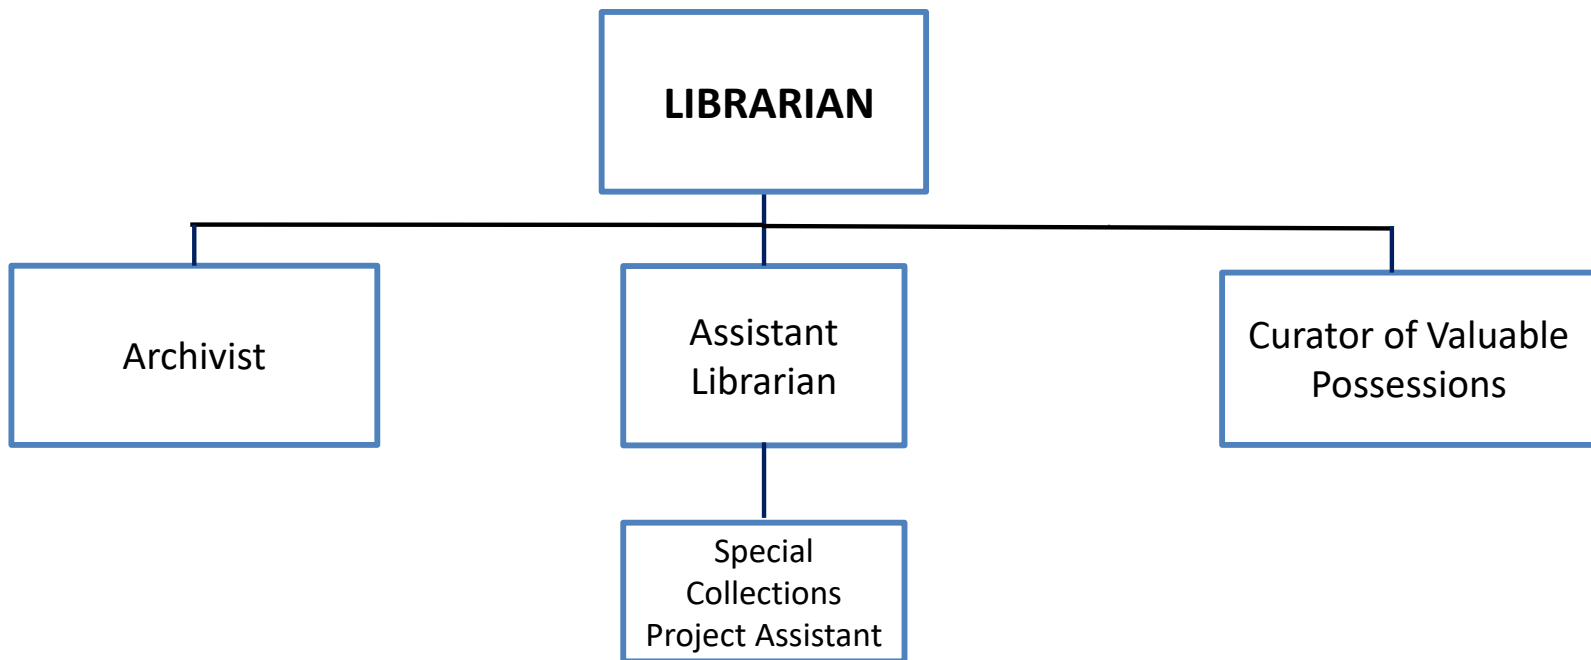 LIBRARIAN
Archivist
Assistant
Librarian
Curator of Valuable
Possessions
Special
Collections
Project Assistant